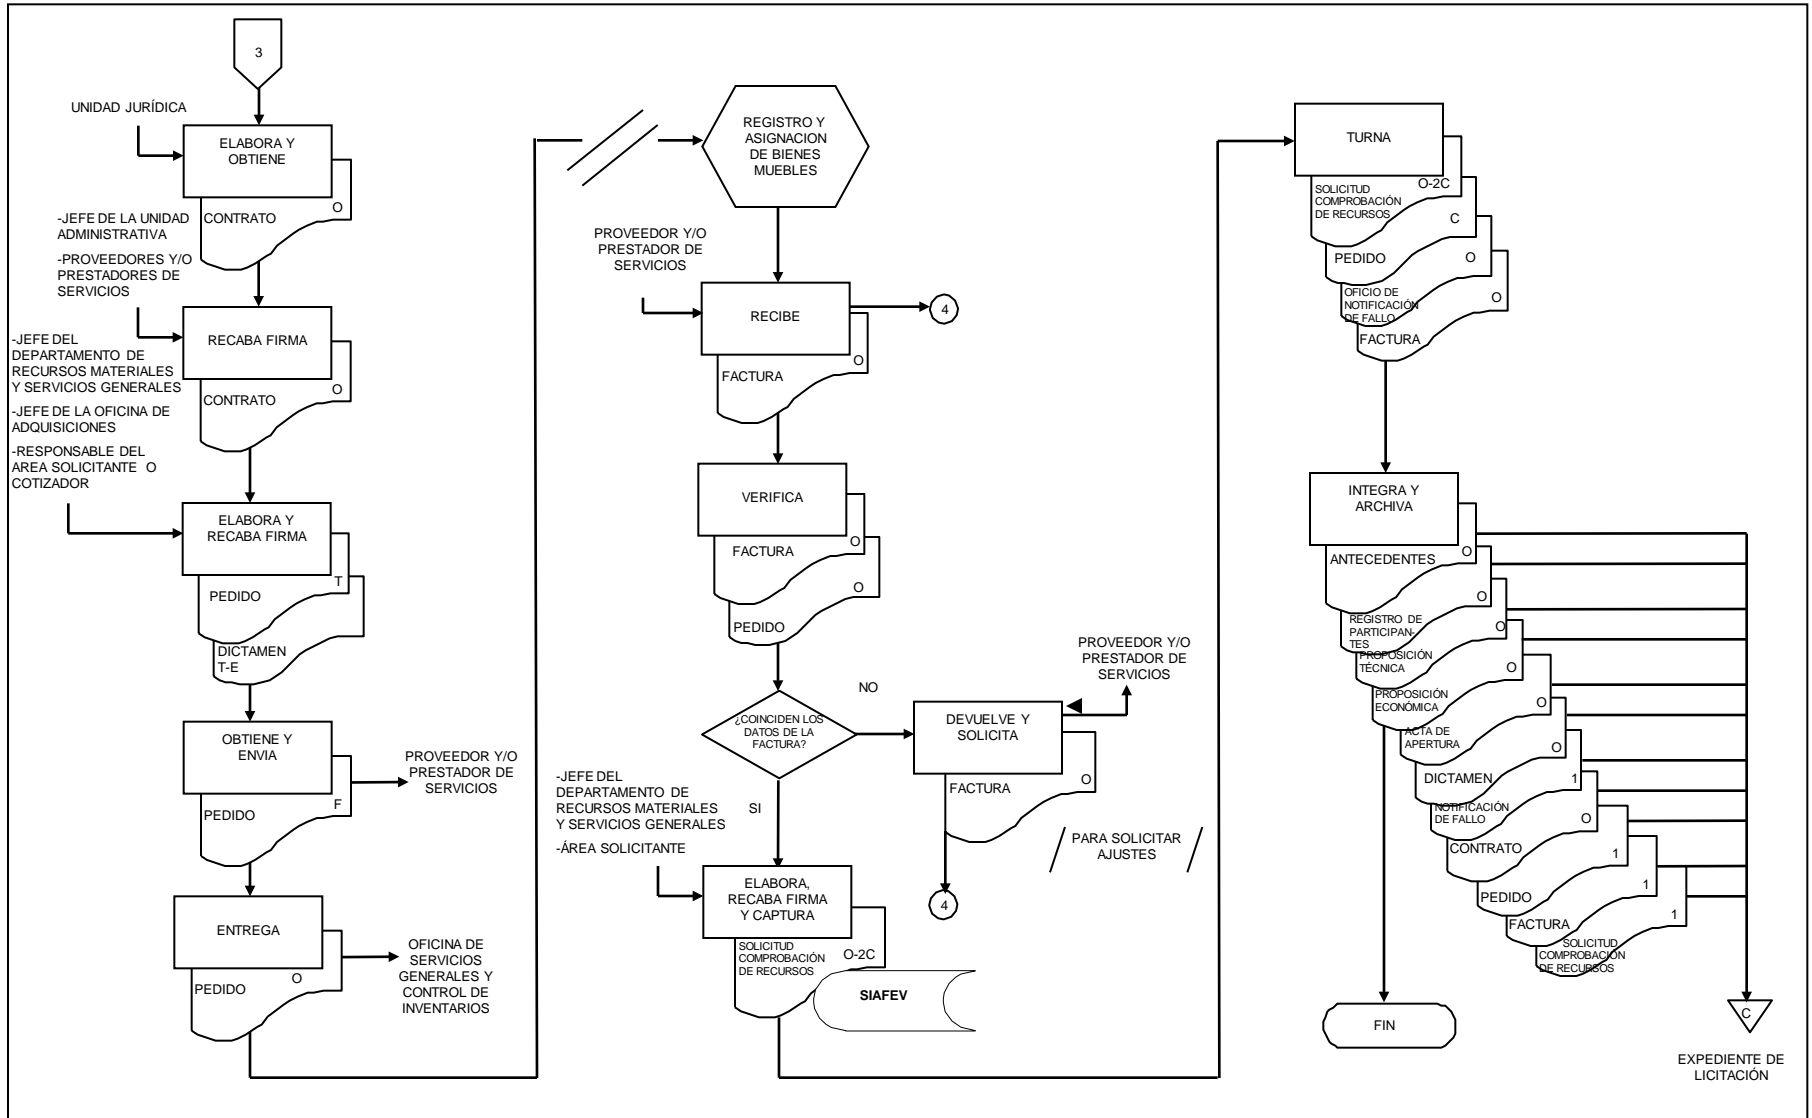 3
UNIDAD JURÍDICA
ELABORA Y
OBTIENE
O
CONTRATO
-JEFE DE LA UNIDAD
ADMINISTRATIVA
-PROVEEDORES Y/O
PRESTADORES DE
SERVICIOS
RECABA FIRMA
O
CONTRATO
-JEFE DEL
DEPARTAMENTO DE
RECURSOS MATERIALES
Y SERVICIOS GENERALES
-JEFE DE LA OFICINA DE
ADQUISICIONES
-RESPONSABLE DEL
AREA SOLICITANTE O
COTIZADOR
ELABORA Y
RECABA FIRMA
T
PEDIDO
DICTAMEN
T-E
OBTIENE Y
ENVIA
F
PEDIDO
PROVEEDOR Y/O
PRESTADOR DE
SERVICIOS
ENTREGA
O
PEDIDO
OFICINA DE
SERVICIOS
GENERALES Y
CONTROL DE
INVENTARIOS
REGISTRO Y
ASIGNACION
DE BIENES
MUEBLES
PROVEEDOR Y/O
PRESTADOR DE
SERVICIOS
RECIBE
4
O
FACTURA
VERIFICA
O
FACTURA
O
PEDIDO
¿COINCIDEN LOS
DATOS DE LA
FACTURA?
NO
DEVUELVE Y
SOLICITA
PROVEEDOR Y/O
PRESTADOR DE
SERVICIOS
O
FACTURA
PARA SOLICITAR
AJUSTES
4
SI
-JEFE DEL
DEPARTAMENTO DE
RECURSOS MATERIALES
Y SERVICIOS GENERALES
-ÁREA SOLICITANTE
ELABORA,
RECABA FIRMA
Y CAPTURA
SOLICITUD
COMPROBACIÓN
DE RECURSOS
O-2C
SIAFEV
TURNA
O-2C
SOLICITUD
COMPROBACIÓN
DE RECURSOS
C
PEDIDO
O
OFICIO DE
NOTIFICACIÓN
DE FALLO
O
FACTURA
INTEGRA Y
ARCHIVA
O
ANTECEDENTES
O
REGISTRO DE
PARTICIPAN-
TES
O
PROPOSICIÓN
TÉCNICA
O
PROPOSICIÓN
ECONÓMICA
O
ACTA DE
APERTURA
O
DICTAMEN
1
NOTIFICACIÓN
DE FALLO
O
CONTRATO
1
PEDIDO
1
FACTURA
1
SOLICITUD
COMPROBACIÓN
DE RECURSOS
FIN
C
EXPEDIENTE DE
LICITACIÓN